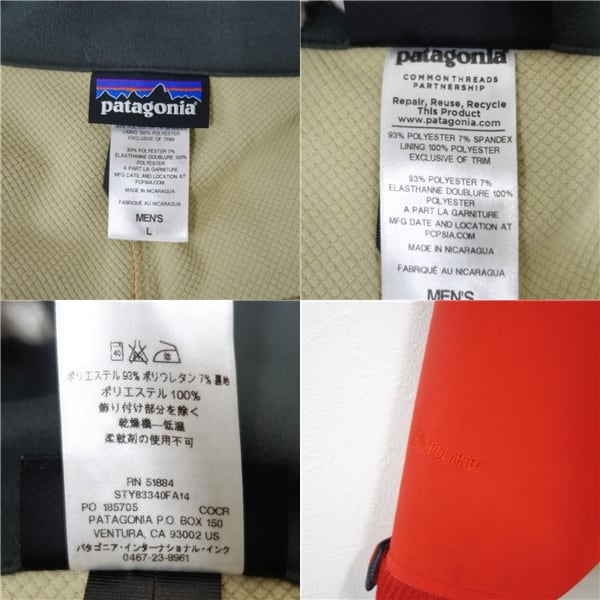 patagonia®
LINING 100% POLYESTER
EXCLUSIVE OF TRIM
93% POLYESTER 7%
ELASTHANNE DOUBLURE 100%
POLYESTER
A PART LA GARNITURE
MFG DATE AND LOCATION AT
PCPSIA.COM
MADE IN NICARAGUA
FABRIQUÉ AU NICARAGUA
MEN'S
L
patagonia®
COMMONTHREADS
PARTNERSHIP
Repair, Reuse, Recycle
This Product
www.patagonia.com
93% POLYESTER 7% SPANDEX
LINING 100% POLYESTER
EXCLUSIVE OF TRIM
93% POLYESTER 7%
ELASTHANNE DOUBLURE 100%
POLYESTER
A PART LA GARNITURE
MFG DATE AND LOCATION AT
PCPSIA.COM
MADE IN NICARAGUA
FABRIQUÉ AU NICARAGUA
MEN'S
40
ポリエステル 93% ポリウレタン 7% 裏地
ポリエステル 100%
飾り付け部分を除く
乾燥機—低温
柔軟剤の使用不可
RN 51884
STY83340FA14
PO 185705 COCR
PATAGONIA P.O. BOX 150
VENTURA, CA 93002 US
パタゴニア・インターナショナル・インク
0467-23-8961
POLARTEC